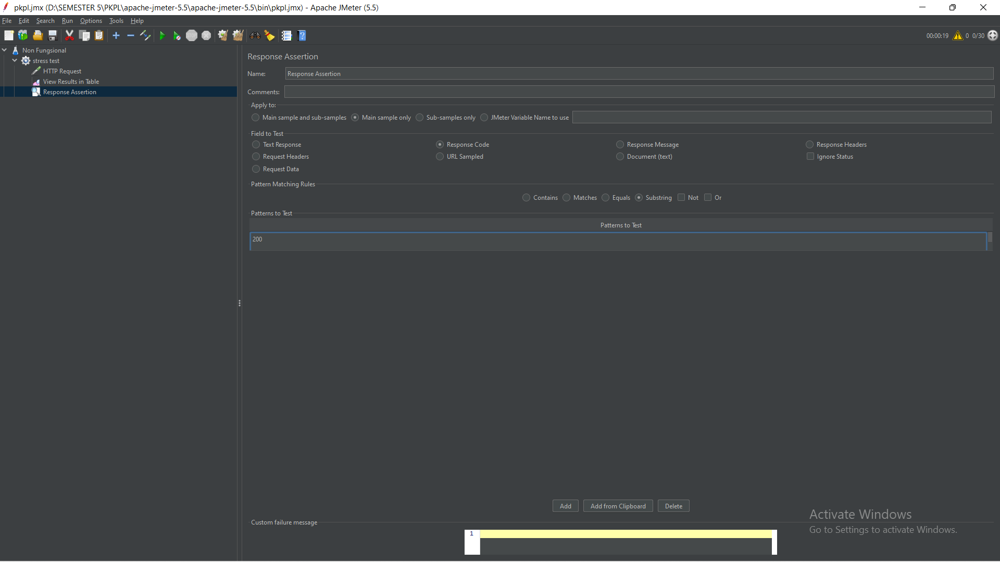 pkpl.jmx (D:\SEMESTER 5\PKPL\apache-jmeter-5.5\apache-jmeter-5.5\bin\pkpl.jmx) - Apache JMeter (5.5)
File Edit Search Run Options Tools Help
00:00:19 0 0/30
Non Fungsional
stress test
HTTP Request
View Results in Table
Response Assertion
Response Assertion
Name: Response Assertion
Comments:
Apply to:
Main sample and sub-samples Main sample only Sub-samples only JMeter Variable Name to use
Field to Test
Text Response Response Code Response Message Response Headers
Request Headers URL Sampled Document (text) Ignore Status
Request Data
Pattern Matching Rules
Contains Matches Equals Substring Not Or
Patterns to Test
Patterns to Test
200
Add Add from Clipboard Delete
Custom failure message
1
Activate Windows
Go to Settings to activate Windows.